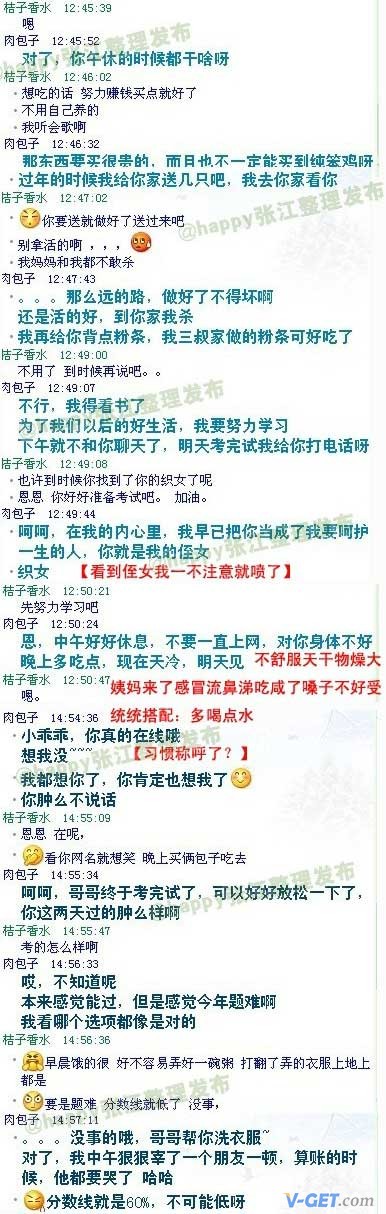 桔子香水 12:45:39
嗯
肉包子 12:45:52
对了，你午休的时候都干啥呀
桔子香水 12:46:02
想吃的话 努力赚钱买点就好了
不用自己养的
我听会歌啊
肉包子 12:46:32
那东西要买很贵的，而且也不一定能买到纯笨鸡呀
过年的时候我给你家送几只吧，我去你家看你
桔子香水 12:47:02
你要送就做好了送过来吧
别拿活的啊 ，，，
我妈妈和我都不敢杀
肉包子 12:47:43
。。。那么远的路，做好了不得坏啊
还是活的好，到你家我杀
我再给你背点粉条，我三叔家做的粉条可好吃了
桔子香水 12:49:00
不用了 到时候再说吧。。
肉包子 12:49:07
不行，我得看书了
为了我们以后的好生活，我要努力学习
下午就不和你聊天了，明天考完试我给你打电话呀
桔子香水 12:49:08
也许到时候你找到了你的织女了呢
恩恩 你好好准备考试吧。 加油。
肉包子 12:49:44
呵呵，在我的内心里，我早已把你当成了我要呵护
一生的人，你就是我的侄女
织女 【看到侄女我一不注意就喷了】
桔子香水 12:50:21
先努力学习吧
肉包子 12:50:24
恩，中午好好休息，不要一直上网，对你身体不好
晚上多吃点，现在天冷，明天见 不舒服天干物燥大
桔子香水 12:50:47 姨妈来了感冒流鼻涕吃咸了嗓子不好受
嗯。
统统搭配：多喝点水
肉包子 14:54:36
小乖乖，你真的在线哦
想我没~~~ 【习惯称呼了？】
我都想你了，你肯定也想我了
你肿么不说话
桔子香水 14:55:09
恩恩 在呢，
看你网名就想笑 晚上买俩包子吃去
肉包子 14:55:34
呵呵，哥哥终于考完试了，可以好好放松一下了，
你这两天过的肿么样啊
桔子香水 14:55:47
考的怎么样啊
肉包子 14:56:33
哎，不知道呢
本来感觉能过，但是感觉今年题难啊
我看哪个选项都像是对的
桔子香水 14:56:36
早晨饿的很 好不容易弄好一碗粥 打翻了弄的衣服上地上
都是
要是题难 分数线就低了 没事，
肉包子 14:57:11
。。。没事的哦，哥哥帮你洗衣服~
对了，我中午狠狠宰了一个朋友一顿，算账的时
候，他都要哭了 哈哈
分数线就是60%，不可能低呀
@happy张江整理发布
V-GET.com